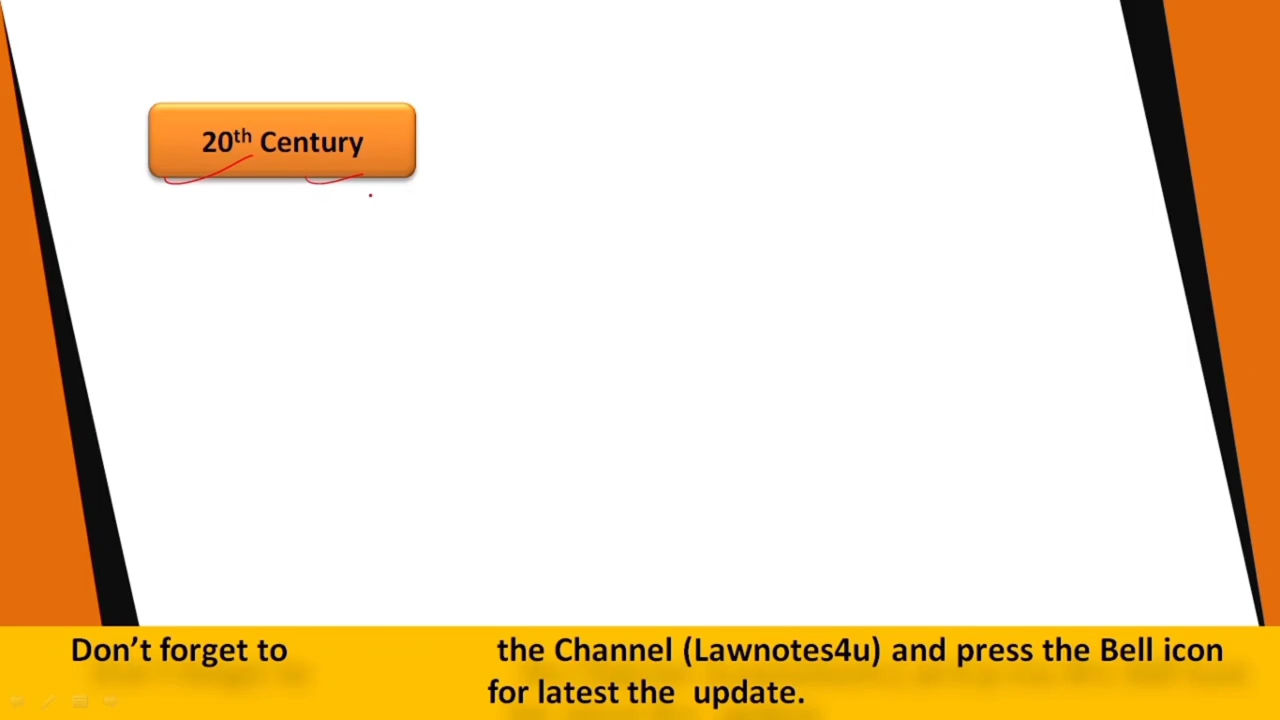 20th Century
Don't forget to the Channel (Lawnotes4u) and press the Bell icon
for latest the update.